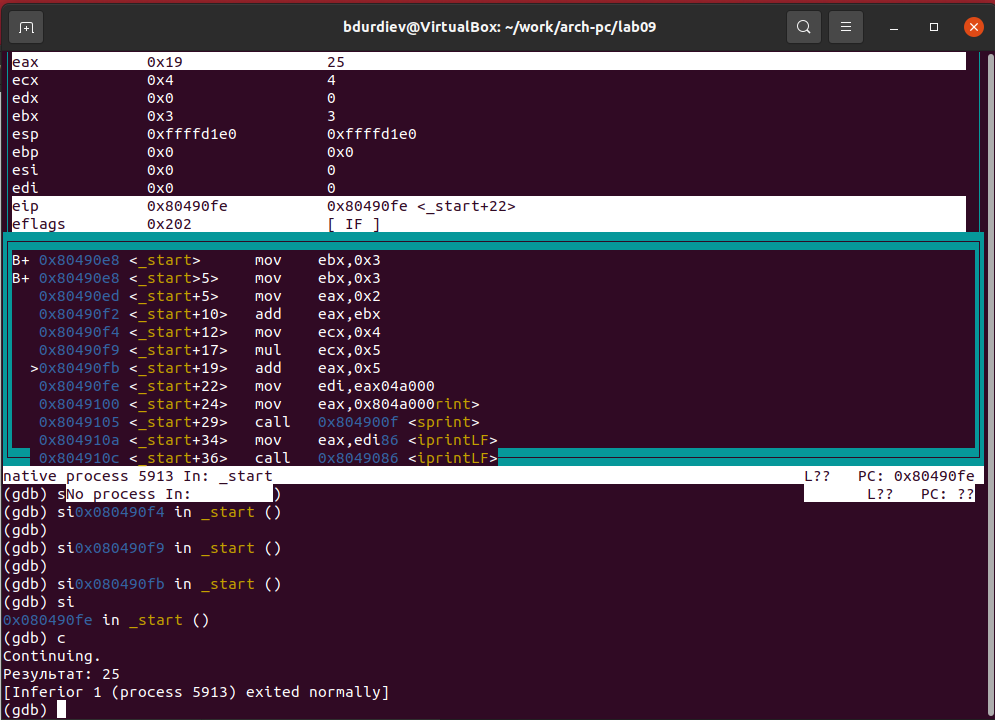 bdurdiev@VirtualBox: ~/work/arch-pc/lab09
eax 0x19 25
ecx 0x4 4
edx 0x0 0
ebx 0x3 3
esp 0xffffd1e0 0xffffd1e0
ebp 0x0 0x0
esi 0x0 0
edi 0x0 0
eip 0x80490fe 0x80490fe <_start+22>
eflags 0x202 [ IF ]
B+ 0x80490e8 <_start> mov ebx,0x3
B+ 0x80490e8 <_start>5> mov ebx,0x3
0x80490ed <_start+5> mov eax,0x2
0x80490f2 <_start+10> add eax,ebx
0x80490f4 <_start+12> mov ecx,0x4
0x80490f9 <_start+17> mul ecx,0x5
>0x80490fb <_start+19> add eax,0x5
0x80490fe <_start+22> mov edi,eax04a000
0x8049100 <_start+24> mov eax,0x804a000rint>
0x8049105 <_start+29> call 0x804900f <sprint>
0x804910a <_start+34> mov eax,edi86 <iprintLF>
0x804910c <_start+36> call 0x8049086 <iprintLF>
native process 5913 In: _start L?? PC: 0x80490fe
(gdb) sNo process In: ) L?? PC: ??
(gdb) si0x080490f4 in _start ()
(gdb)
(gdb) si0x080490f9 in _start ()
(gdb)
(gdb) si0x080490fb in _start ()
(gdb) si
0x080490fe in _start ()
(gdb) c
Continuing.
Результат: 25
[Inferior 1 (process 5913) exited normally]
(gdb)